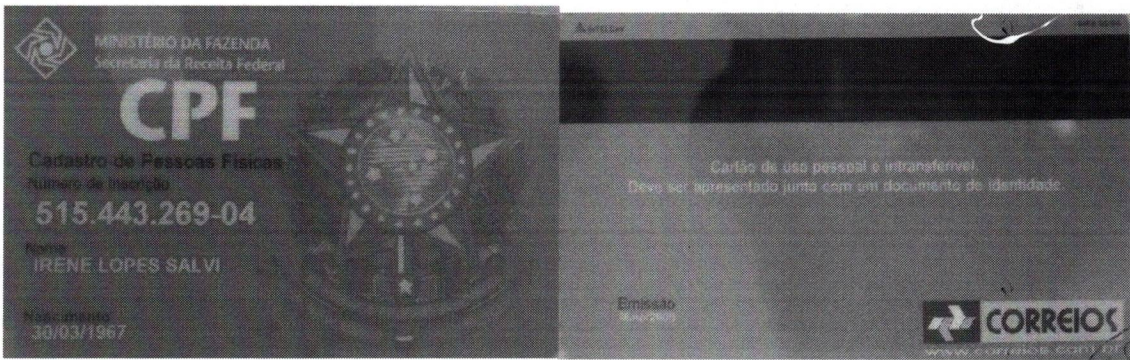 MINISTÉRIO DA FAZENDA
Secretaria da Receita Federal
CPF
Cadastro de Pessoas Físicas
Número de Inscrição
515.443.269-04
Nome
IRENE LOPES SALVI
Nascimento
30/03/1967
Cartão de uso pessoal e intransferível.
Deve ser apresentado junto com um documento de identidade.
Emissão
CORREIOS
www.correios.com.br